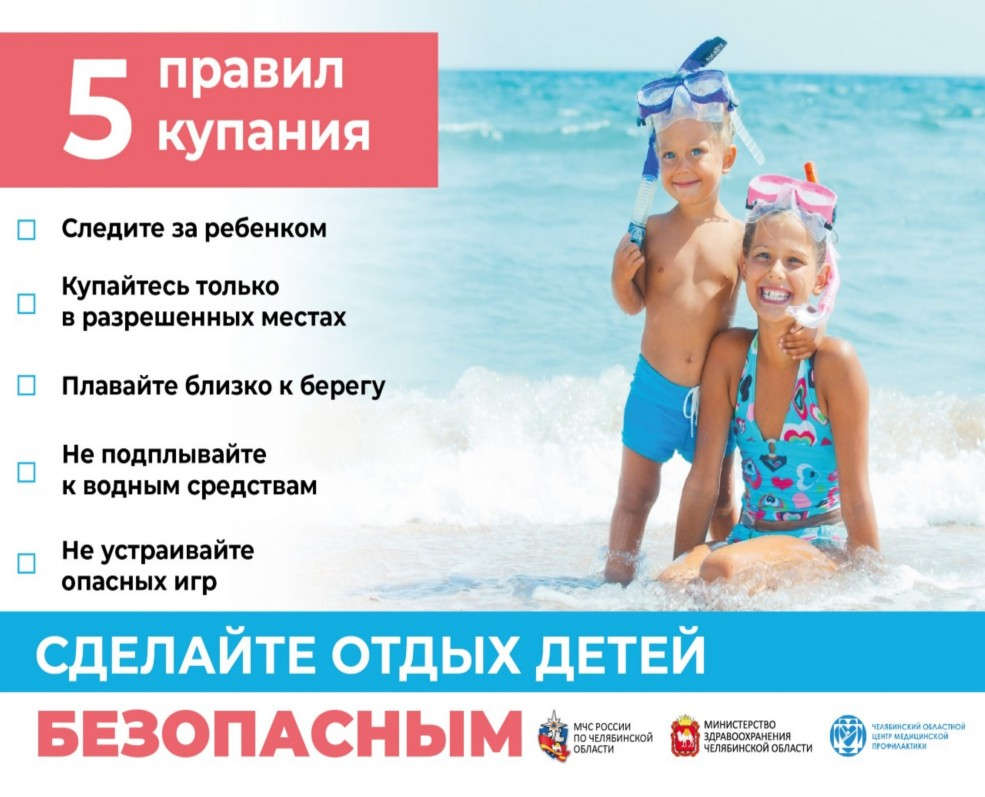 5 правил
купания
Следите за ребенком
Купайтесь только
в разрешенных местах
Плавайте близко к берегу
Не подплывайте
к водным средствам
Не устраивайте
опасных игр
СДЕЛАЙТЕ ОТДЫХ ДЕТЕЙ
БЕЗОПАСНЫМ
МЧС РОССИИ
ПО ЧЕЛЯБИНСКОЙ
ОБЛАСТИ
МИНИСТЕРСТВО
ЗДРАВООХРАНЕНИЯ
ЧЕЛЯБИНСКОЙ ОБЛАСТИ
ЧЕЛЯБИНСКИЙ ОБЛАСТНОЙ
ЦЕНТР МЕДИЦИНСКОЙ
ПРОФИЛАКТИКИ